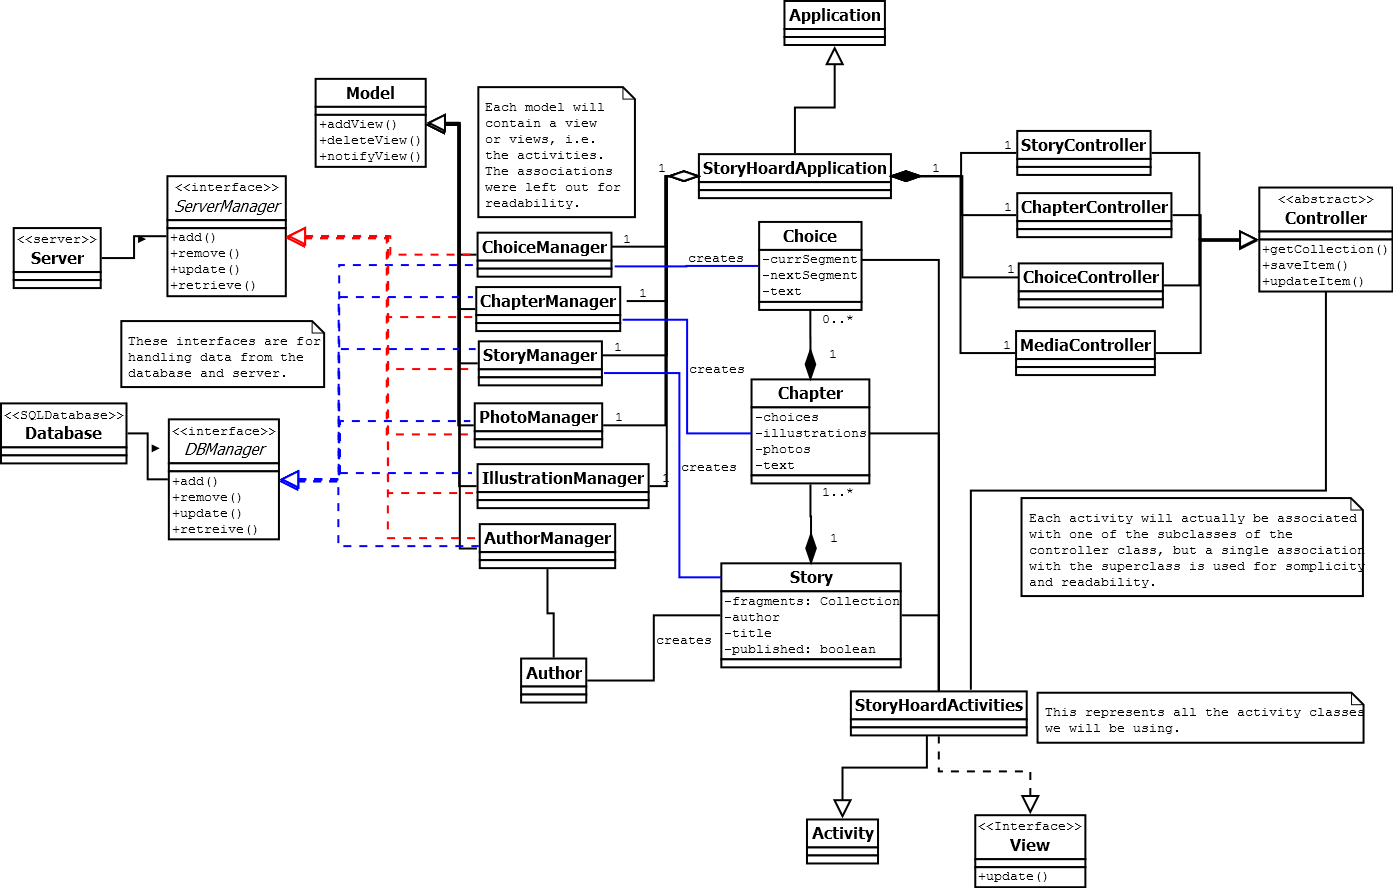 Application
Model
+addView()
+deleteView()
+notifyView()
Each model will
contain a view
or views, i.e.
the activities.
The associations
were left out for
readability.
StoryHoardApplication
1
1
1
StoryController
1
ChapterController
1
ChoiceController
1
MediaController
<<abstract>>
Controller
+getCollection()
+saveItem()
+updateItem()
<<interface>>
ServerManager
+add()
+remove()
+update()
+retrieve()
<<server>>
Server
These interfaces are for
handling data from the
database and server.
<<SQLDatabase>>
Database
<<interface>>
DBManager
+add()
+remove()
+update()
+retreive()
ChoiceManager
1
ChapterManager
1
StoryManager
1
PhotoManager
1
IllustrationManager
1
AuthorManager
creates
creates
creates
Choice
-currSegment
-nextSegment
-text
0..*
1
Chapter
-choices
-illustrations
-photos
-text
1..*
1
Story
-fragments: Collection
-author
-title
-published: boolean
creates
Author
Each activity will actually be associated
with one of the subclasses of the
controller class, but a single association
with the superclass is used for somplicity
and readability.
StoryHoardActivities
This represents all the activity classes
we will be using.
Activity
<<Interface>>
View
+update()